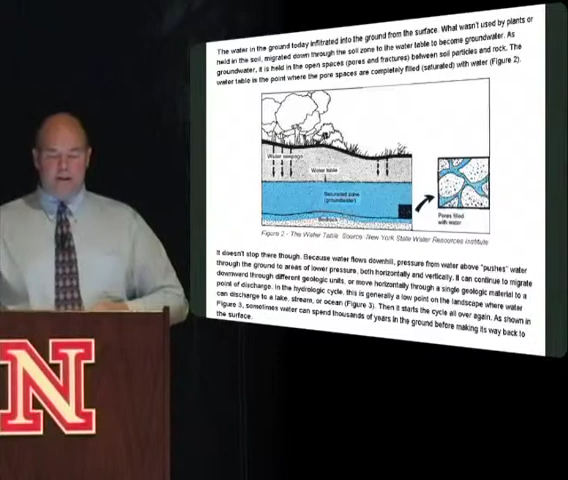 The water in the ground today infiltrated into the ground from the surface. What wasn't used by plants or
held in the soil, migrated down through the soil zone to the water table to become groundwater. As
groundwater, it is held in the open spaces (pores and fractures) between soil particles and rock. The
water table is the point where the pore spaces are completely filled (saturated) with water (Figure 2).
Water seepage
Water table
Saturated zone
(groundwater)
Pores filled
with water
Figure 2 - The Water Table. Source: New York State Water Resources Institute
It doesn't stop there though. Because water flows downhill, pressure from water above "pushes" water
through the ground to areas of lower pressure, both horizontally and vertically. It can continue to migrate
downward through different geologic units, or move horizontally through a single geologic material to a
point of discharge. In the hydrologic cycle, this is generally a low point on the landscape where water
can discharge to a lake, stream, or ocean (Figure 3). Then it starts the cycle all over again. As shown in
Figure 3, sometimes water can spend thousands of years in the ground before making its way back to
the surface.
N